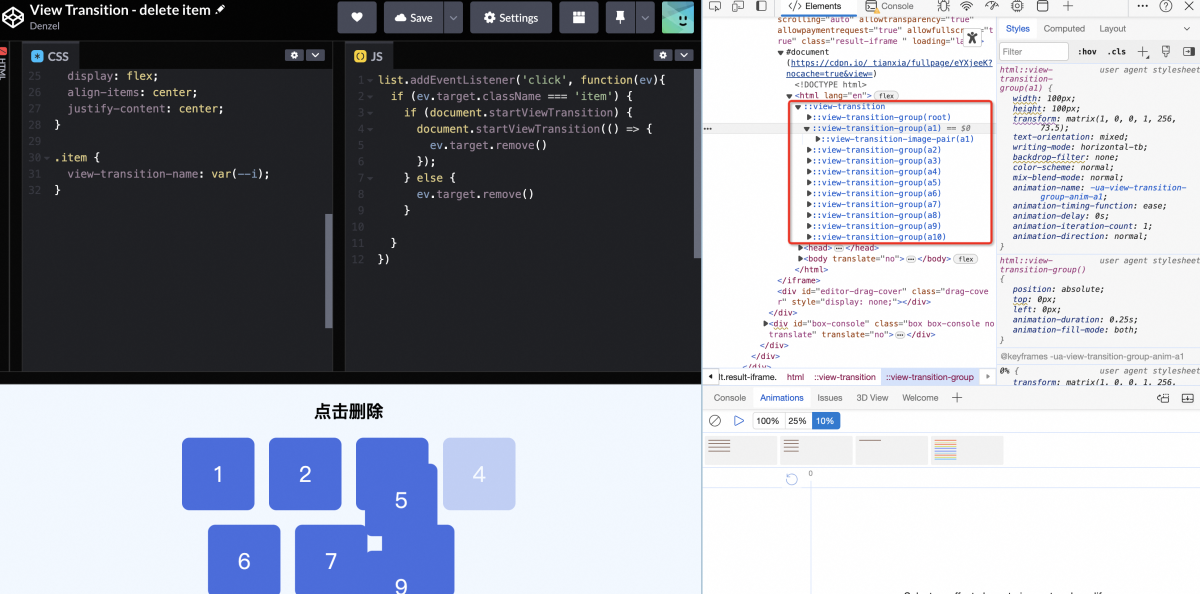 View Transition - delete item
Denzel
Save
Settings
HTML
CSS
25 display: flex;
26 align-items: center;
27 justify-content: center;
28 }
29
30 .item {
31 view-transition-name: var(--i);
32 }
JS
1 list.addEventListener('click', function(ev){
2 if (ev.target.className === 'item') {
3 if (document.startViewTransition) {
4 document.startViewTransition(() => {
5 ev.target.remove()
6 });
7 } else {
8 ev.target.remove()
9 }
10
11 }
12 })
点击删除
1
2
5
4
6
7
9
Elements
Console
scrolling="auto" allowtransparency="true"
allowpaymentrequest="true" allowfullscr
rue" class="result-iframe " loading="la
#document
(https://cdpn.io/_tianxia/fullpage/eYXjeeK?
nocache=true&view=)
<!DOCTYPE html>
<html lang="en"> flex
::view-transition
::view-transition-group(root)
::view-transition-group(a1) == $0
::view-transition-image-pair(a1)
::view-transition-group(a2)
::view-transition-group(a3)
::view-transition-group(a4)
::view-transition-group(a5)
::view-transition-group(a6)
::view-transition-group(a7)
::view-transition-group(a8)
::view-transition-group(a9)
::view-transition-group(a10)
<head> … </head>
<body translate="no"> … </body> flex
</html>
</iframe>
<div id="editor-drag-cover" class="drag-cove
r" style="display: none;"></div>
</div>
<div id="box-console" class="box box-console no
translate" translate="no"> … </div>
</div>
</div>
</div>
lt.result-iframe.
html
::view-transition
::view-transition-group
Styles
Computed
Layout
Filter
:hov
.cls
html::view-
transition-
group(a1) {
user agent stylesheet
width: 100px;
height: 100px;
transform: matrix(1, 0, 0, 1, 256,
73.5);
text-orientation: mixed;
writing-mode: horizontal-tb;
backdrop-filter: none;
color-scheme: normal;
mix-blend-mode: normal;
animation-name: -ua-view-transition-
group-anim-a1;
animation-timing-function: ease;
animation-delay: 0s;
animation-iteration-count: 1;
animation-direction: normal;
}
html::view-
transition-group()
{
user agent stylesheet
position: absolute;
top: 0px;
left: 0px;
animation-duration: 0.25s;
animation-fill-mode: both;
}
@keyframes -ua-view-transition-group-anim-a1
0% {
user agent stylesheet
transform: matrix(1, 0, 0, 1, 256,
Console
Animations
Issues
3D View
Welcome
100%
25%
10%
0